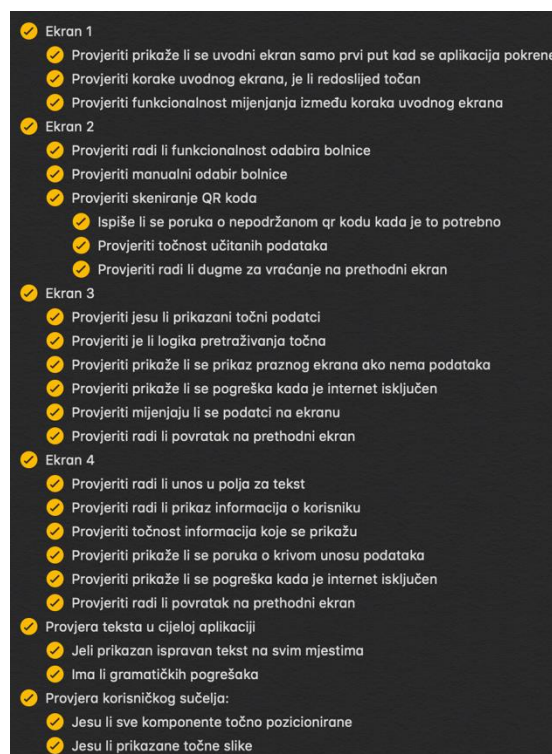 Ekran 1
Provjeriti prikaže li se uvodni ekran samo prvi put kad se aplikacija pokrene
Provjeriti korake uvodnog ekrana, je li redoslijed točan
Provjeriti funkcionalnost mijenjanja između koraka uvodnog ekrana
Ekran 2
Provjeriti radi li funkcionalnost odabira bolnice
Provjeriti manualni odabir bolnice
Provjeriti skeniranje QR koda
Ispiše li se poruka o nepodržanom qr kodu kada je to potrebno
Provjeriti točnost učitanih podataka
Provjeriti radi li dugme za vraćanje na prethodni ekran
Ekran 3
Provjeriti jesu li prikazani točni podatci
Provjeriti je li logika pretraživanja točna
Provjeriti prikaže li se prikaz praznog ekrana ako nema podataka
Provjeriti prikaže li se pogreška kada je internet isključen
Provjeriti mijenjaju li se podatci na ekranu
Provjeriti radi li povratak na prethodni ekran
Ekran 4
Provjeriti radi li unos u polja za tekst
Provjeriti radi li prikaz informacija o korisniku
Provjeriti točnost informacija koje se prikažu
Provjeriti prikaže li se poruka o krivom unosu podataka
Provjeriti prikaže li se pogreška kada je internet isključen
Provjeriti radi li povratak na prethodni ekran
Provjera teksta u cijeloj aplikaciji
Jeli prikazan ispravan tekst na svim mjestima
Ima li gramatičkih pogrešaka
Provjera korisničkog sučelja:
Jesu li sve komponente točno pozicionirane
Jesu li prikazane točne slike